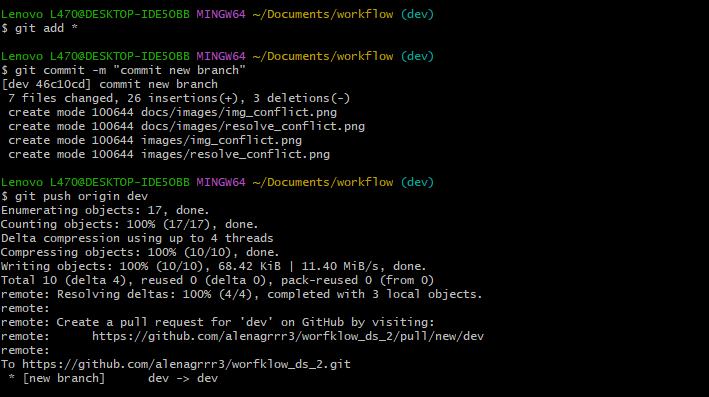 Lenovo L470@DESKTOP-IDE5OBB MINGW64 ~/Documents/workflow (dev)
$ git add *
Lenovo L470@DESKTOP-IDE5OBB MINGW64 ~/Documents/workflow (dev)
$ git commit -m "commit new branch"
[dev 46c10cd] commit new branch
 7 files changed, 26 insertions(+), 3 deletions(-)
 create mode 100644 docs/images/img_conflict.png
 create mode 100644 docs/images/resolve_conflict.png
 create mode 100644 images/img_conflict.png
 create mode 100644 images/resolve_conflict.png
Lenovo L470@DESKTOP-IDE5OBB MINGW64 ~/Documents/workflow (dev)
$ git push origin dev
Enumerating objects: 17, done.
Counting objects: 100% (17/17), done.
Delta compression using up to 4 threads
Compressing objects: 100% (10/10), done.
Writing objects: 100% (10/10), 68.42 KiB | 11.40 MiB/s, done.
Total 10 (delta 4), reused 0 (delta 0), pack-reused 0 (from 0)
remote: Resolving deltas: 100% (4/4), completed with 3 local objects.
remote:
remote: Create a pull request for 'dev' on GitHub by visiting:
remote:      https://github.com/alenagrrr3/worfklow_ds_2/pull/new/dev
remote:
To https://github.com/alenagrrr3/worfklow_ds_2.git
 * [new branch]      dev -> dev